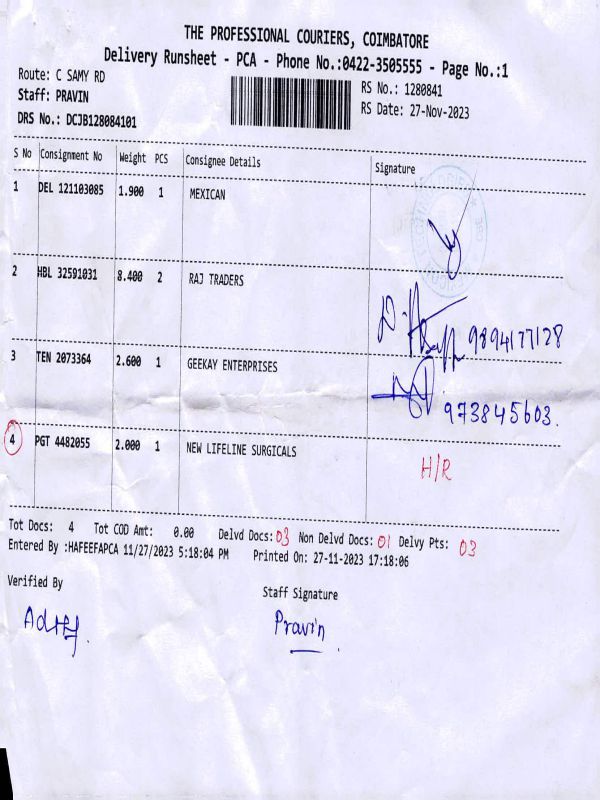 THE PROFESSIONAL COURIERS, COIMBATORE
Delivery Runsheet - PCA - Phone No.:0422-3505555 - Page No.:1
Route: C SAMY RD
RS No.: 1280841
Staff: PRAVIN
RS Date: 27-Nov-2023
DRS No.: DCJB128084101
S No Consignment No Weight PCS Consignee Details Signature
1 DEL 121103085 1.900 1 MEXICAN
2 HBL 32591031 8.400 2 RAJ TRADERS
9894177178
3 TEN 2073364 2.600 1 GEEKAY ENTERPRISES
973845603.
4 PGT 4482055 2.000 1 NEW LIFELINE SURGICALS H/R
Tot Docs: 4 Tot COD Amt: 0.00 Delvd Docs: 03 Non Delvd Docs: 01 Delvy Pts: 03
Entered By :HAFEEFAPCA 11/27/2023 5:18:04 PM Printed On: 27-11-2023 17:18:06
Verified By Staff Signature
Pravin